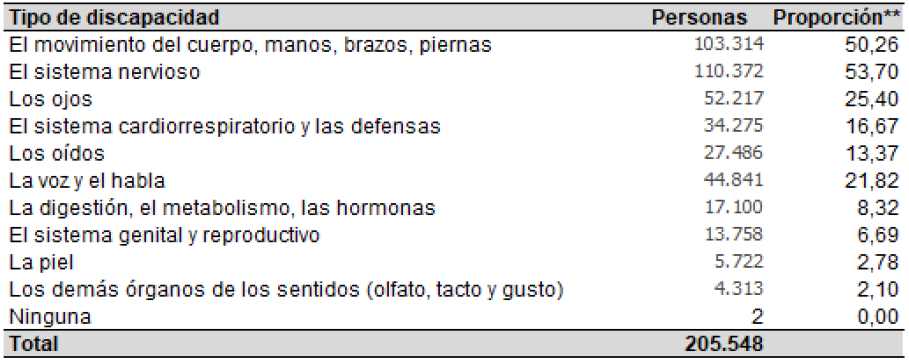 Tipo de discapacidad Personas Proporción**
El movimiento del cuerpo, manos, brazos, piernas 103.314 50,26
El sistema nervioso 110.372 53,70
Los ojos 52.217 25,40
El sistema cardiorrespiratorio y las defensas 34.275 16,67
Los oídos 27.486 13,37
La voz y el habla 44.841 21,82
La digestión, el metabolismo, las hormonas 17.100 8,32
El sistema genital y reproductivo 13.758 6,69
La piel 5.722 2,78
Los demás órganos de los sentidos (olfato, tacto y gusto) 4.313 2,10
Ninguna 2 0,00
Total 205.548